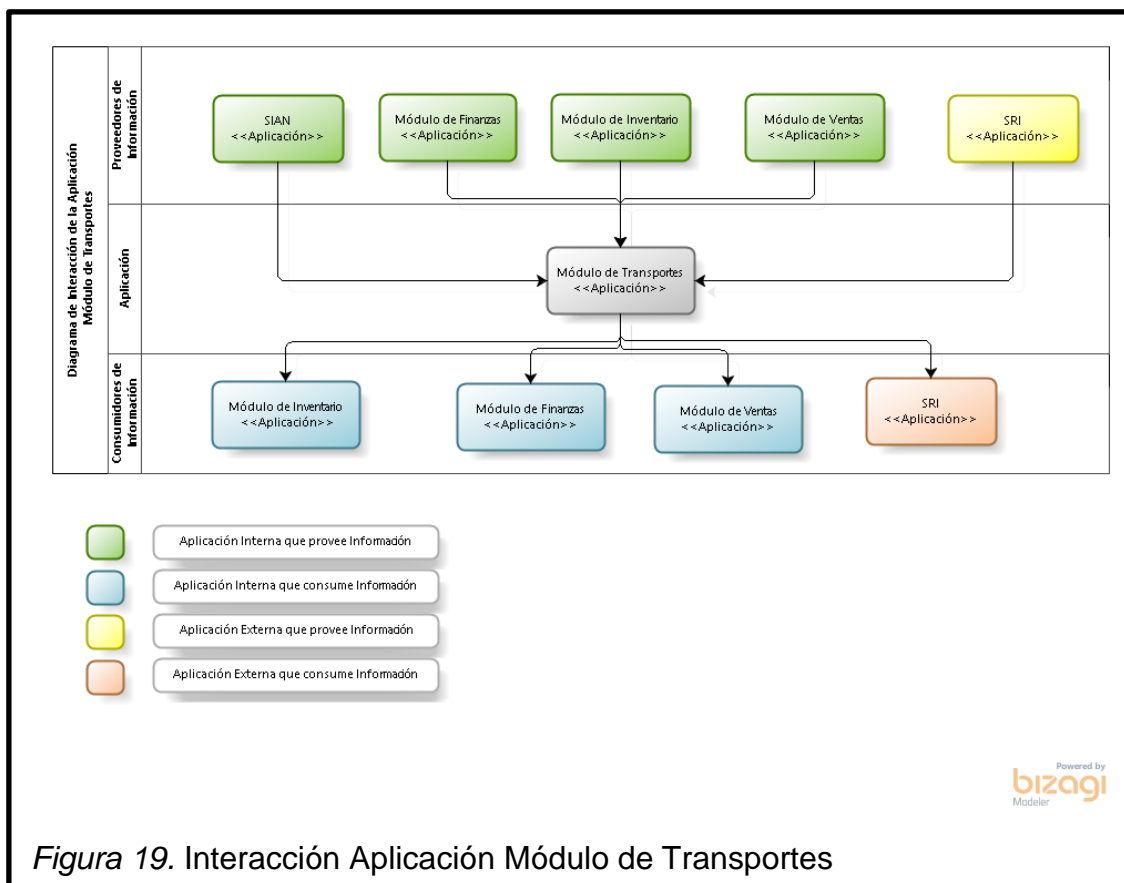 Diagrama de Interacción de la Aplicación
Módulo de Transportes
Proveedores de
Información
SIAN
<<Aplicación>>
Módulo de Finanzas
<<Aplicación>>
Módulo de Inventario
<<Aplicación>>
Módulo de Ventas
<<Aplicación>>
SRI
<<Aplicación>>
Aplicación
Módulo de Transportes
<<Aplicación>>
Consumidores de
Información
Módulo de Inventario
<<Aplicación>>
Módulo de Finanzas
<<Aplicación>>
Módulo de Ventas
<<Aplicación>>
SRI
<<Aplicación>>
Aplicación Interna que provee Información
Aplicación Interna que consume Información
Aplicación Externa que provee Información
Aplicación Externa que consume Información
Powered by
bizagi
Modeler
Figura 19. Interacción Aplicación Módulo de Transportes